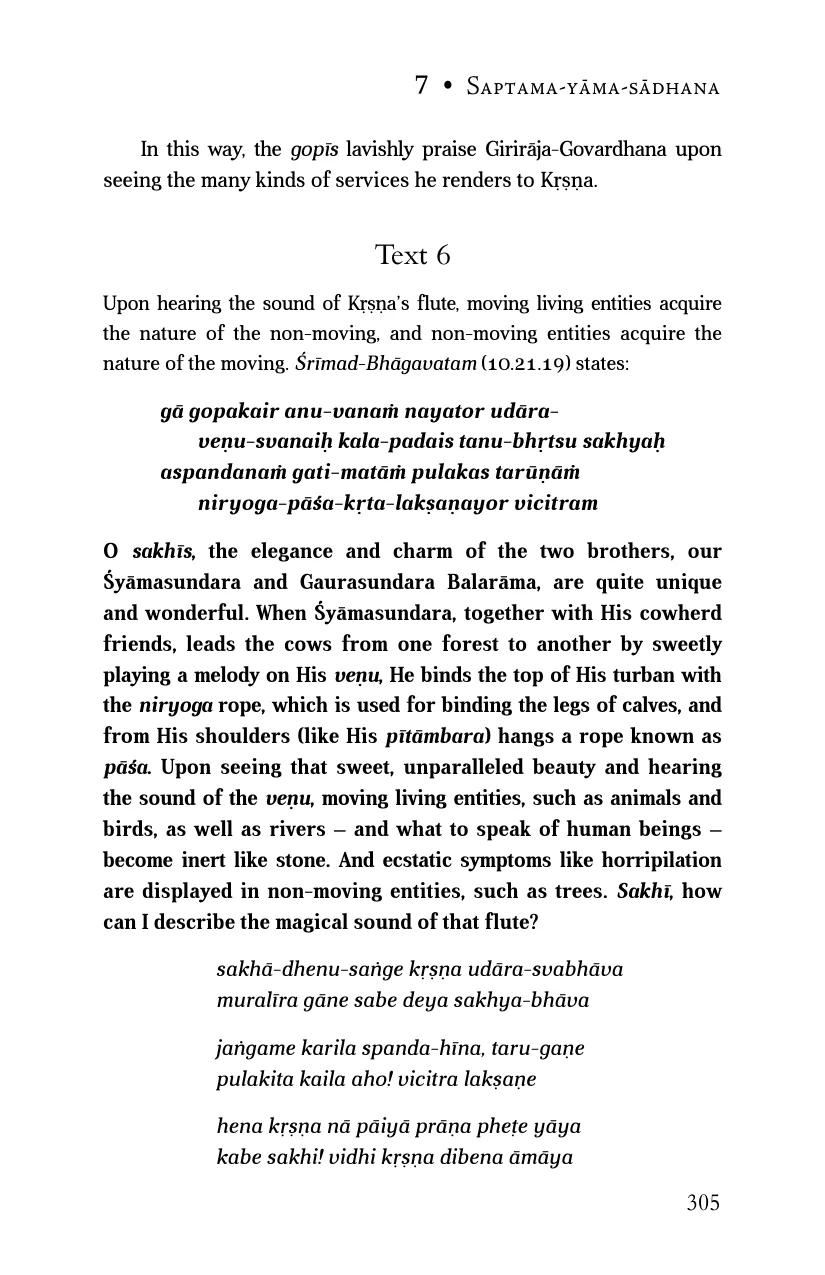 7 • Saptama-yāma-sādhana
In this way, the gopīs lavishly praise Girirāja-Govardhana upon
seeing the many kinds of services he renders to Kṛṣṇa.
Text 6
Upon hearing the sound of Kṛṣṇa’s flute, moving living entities acquire
the nature of the non-moving, and non-moving entities acquire the
nature of the moving. Śrīmad-Bhāgavatam (10.21.19) states:
gā gopakair anu-vanaṁ nayator udāra-
veṇu-svanaiḥ kala-padais tanu-bhṛtsu sakhyaḥ
aspandanaṁ gati-matāṁ pulakas tarūṇāṁ
niryoga-pāśa-kṛta-lakṣaṇayor vicitram
O sakhīs, the elegance and charm of the two brothers, our
Śyāmasundara and Gaurasundara Balarāma, are quite unique
and wonderful. When Śyāmasundara, together with His cowherd
friends, leads the cows from one forest to another by sweetly
playing a melody on His veṇu, He binds the top of His turban with
the niryoga rope, which is used for binding the legs of calves, and
from His shoulders (like His pītāmbara) hangs a rope known as
pāśa. Upon seeing that sweet, unparalleled beauty and hearing
the sound of the veṇu, moving living entities, such as animals and
birds, as well as rivers – and what to speak of human beings –
become inert like stone. And ecstatic symptoms like horripilation
are displayed in non-moving entities, such as trees. Sakhī, how
can I describe the magical sound of that flute?
sakhā-dhenu-saṅge kṛṣṇa udāra-svabhāva
muralīra gāne sabe deya sakhya-bhāva
jaṅgame karila spanda-hīna, taru-gaṇe
pulakita kaila aho! vicitra lakṣaṇe
hena kṛṣṇa nā pāiyā prāṇa pheṭe yāya
kabe sakhi! vidhi kṛṣṇa dibena āmāya
305